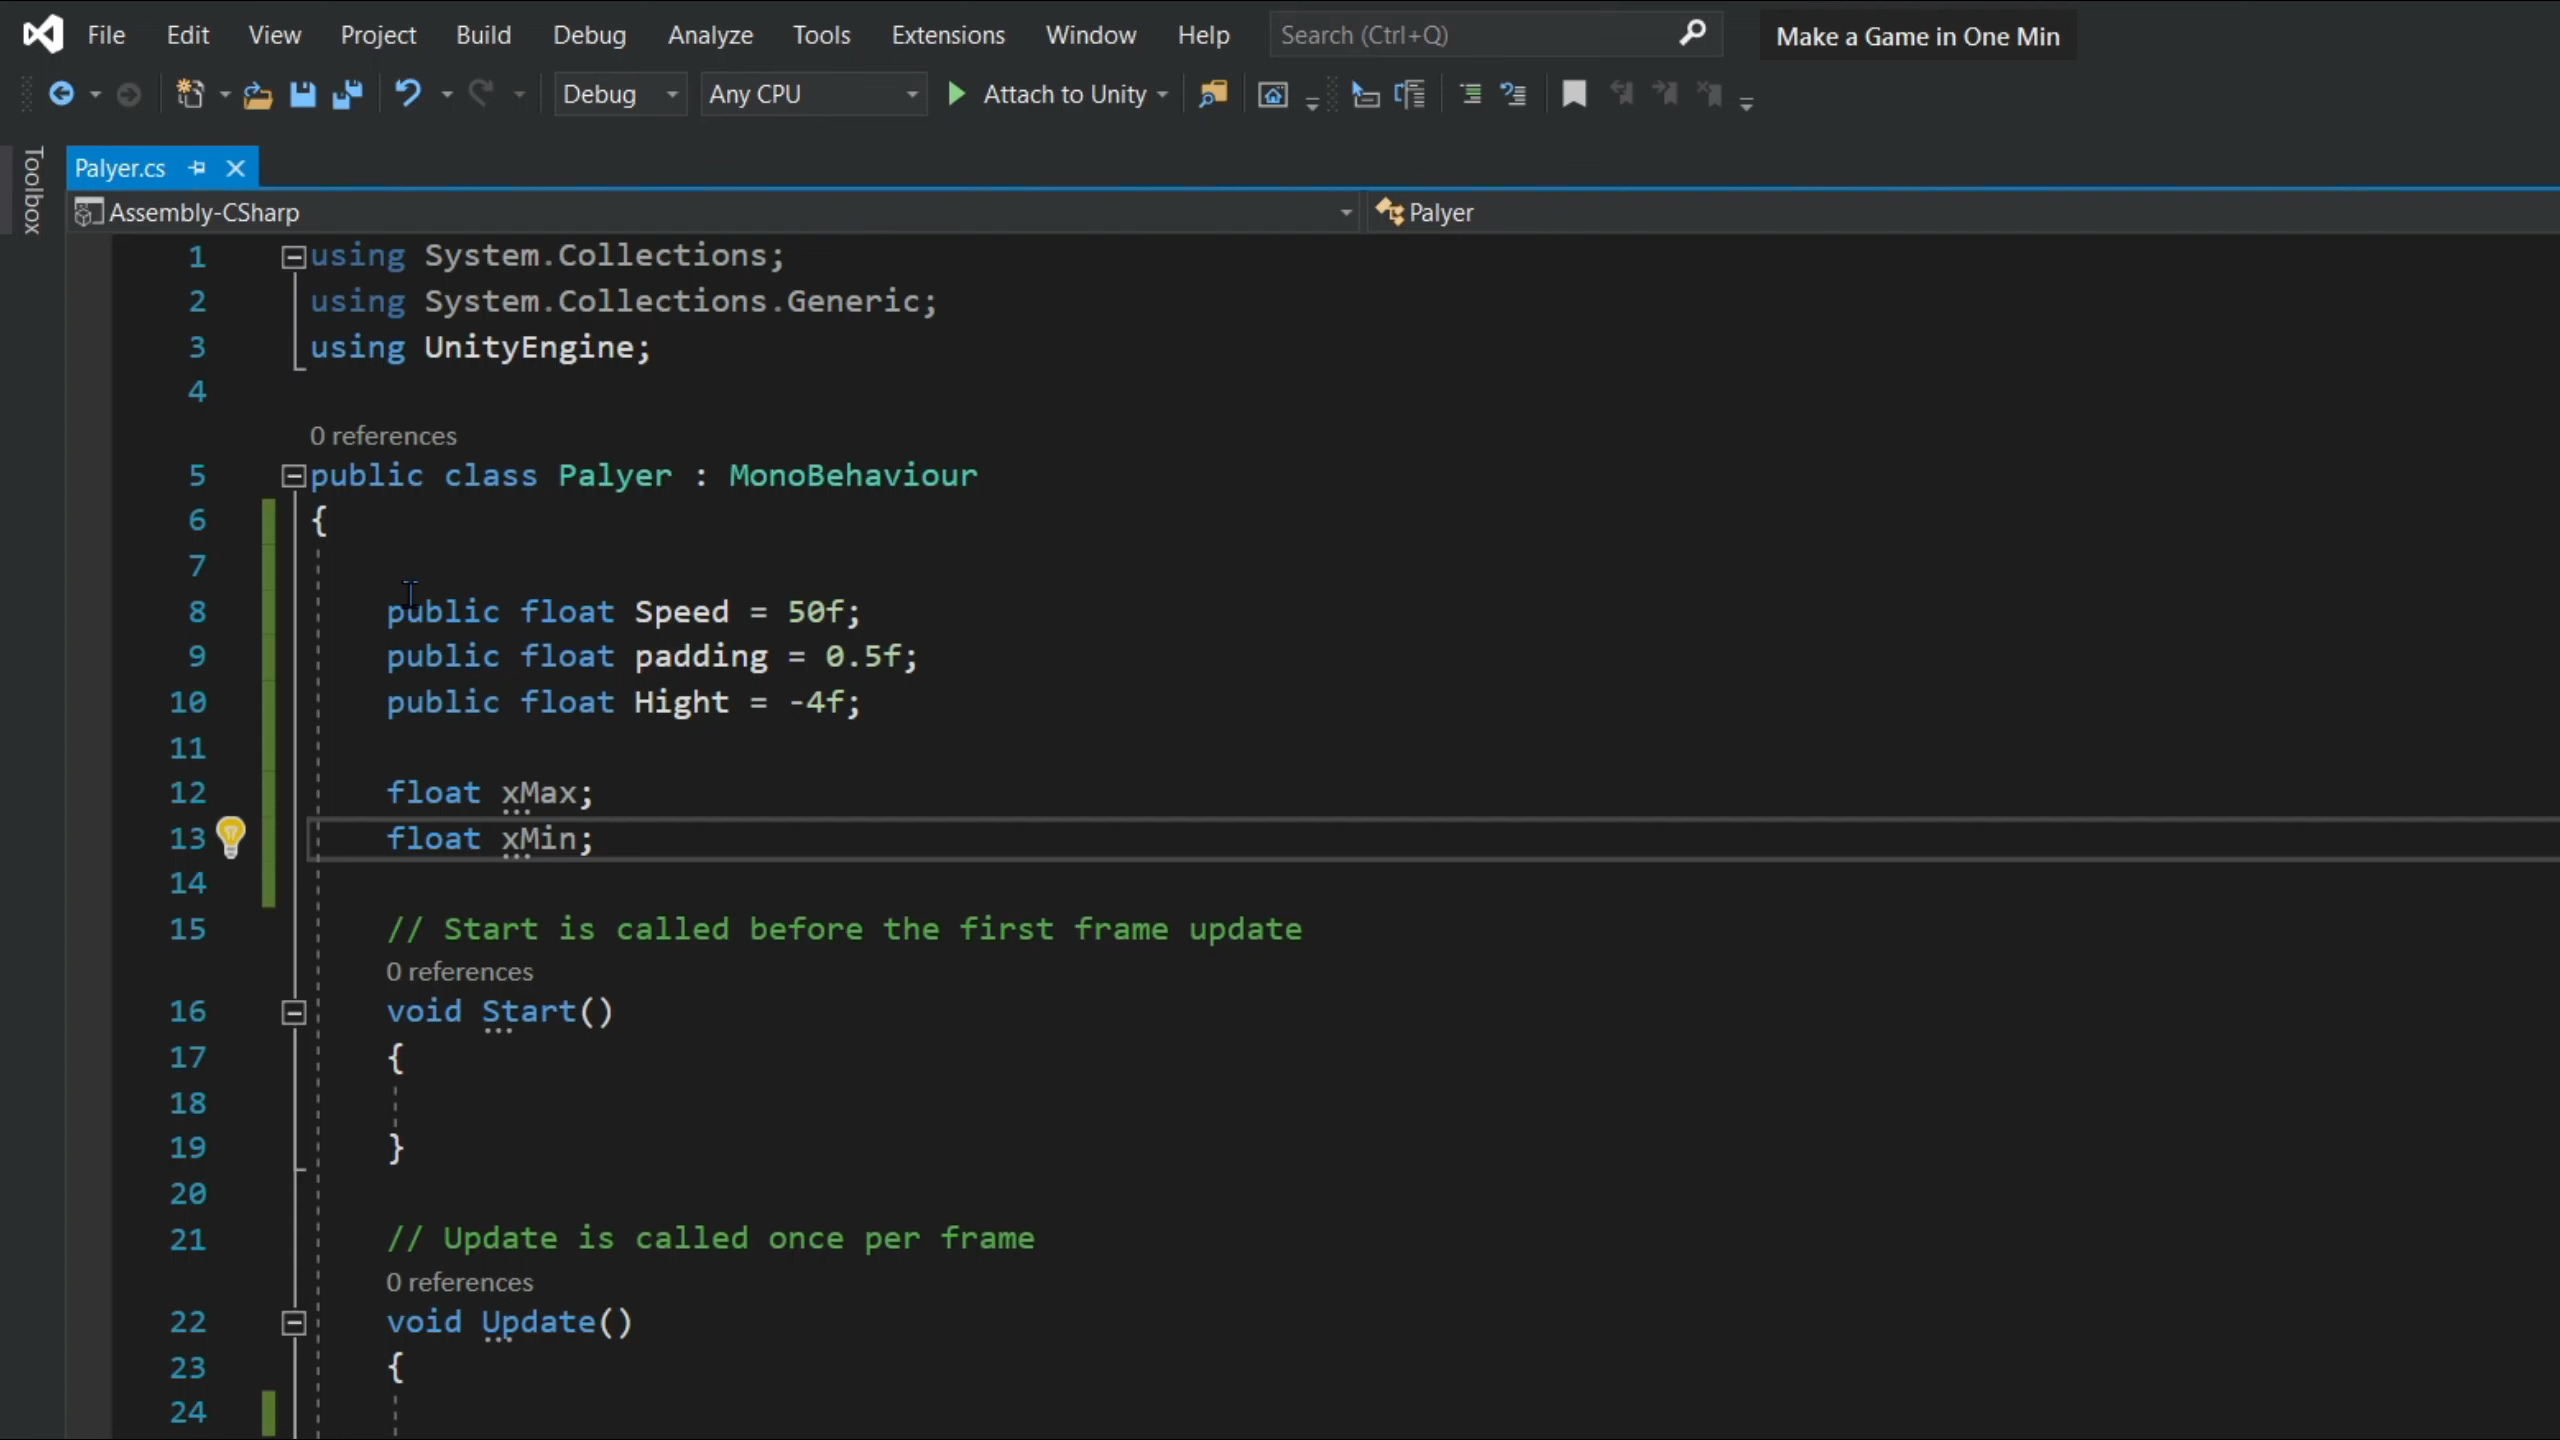 File Edit View Project Build Debug Analyze Tools Extensions Window Help Search (Ctrl+Q) Make a Game in One Min
Debug Any CPU Attach to Unity
Toolbox
Palyer.cs
Assembly-CSharp Palyer
1 using System.Collections;
2 using System.Collections.Generic;
3 using UnityEngine;
4
0 references
5 public class Palyer : MonoBehaviour
6 {
7
8 public float Speed = 50f;
9 public float padding = 0.5f;
10 public float Hight = -4f;
11
12 float xMax;
13 float xMin;
14
15 // Start is called before the first frame update
0 references
16 void Start()
17 {
18
19 }
20
21 // Update is called once per frame
0 references
22 void Update()
23 {
24